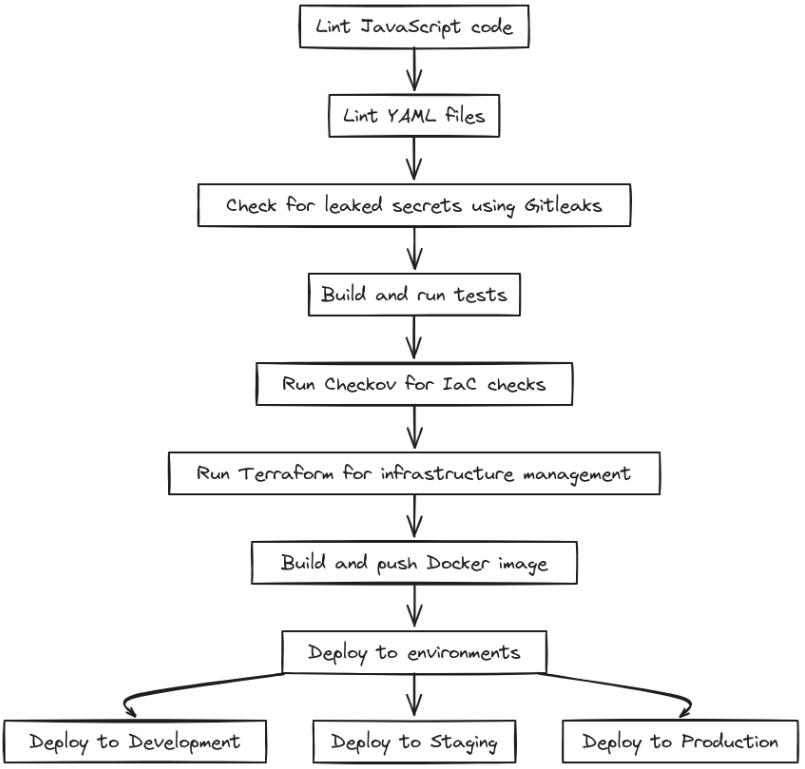 Lint JavaScript code
Lint YAML files
Check for leaked secrets using Gitleaks
Build and run tests
Run Checkov for IaC checks
Run Terraform for infrastructure management
Build and push Docker image
Deploy to environments
Deploy to Development
Deploy to Staging
Deploy to Production